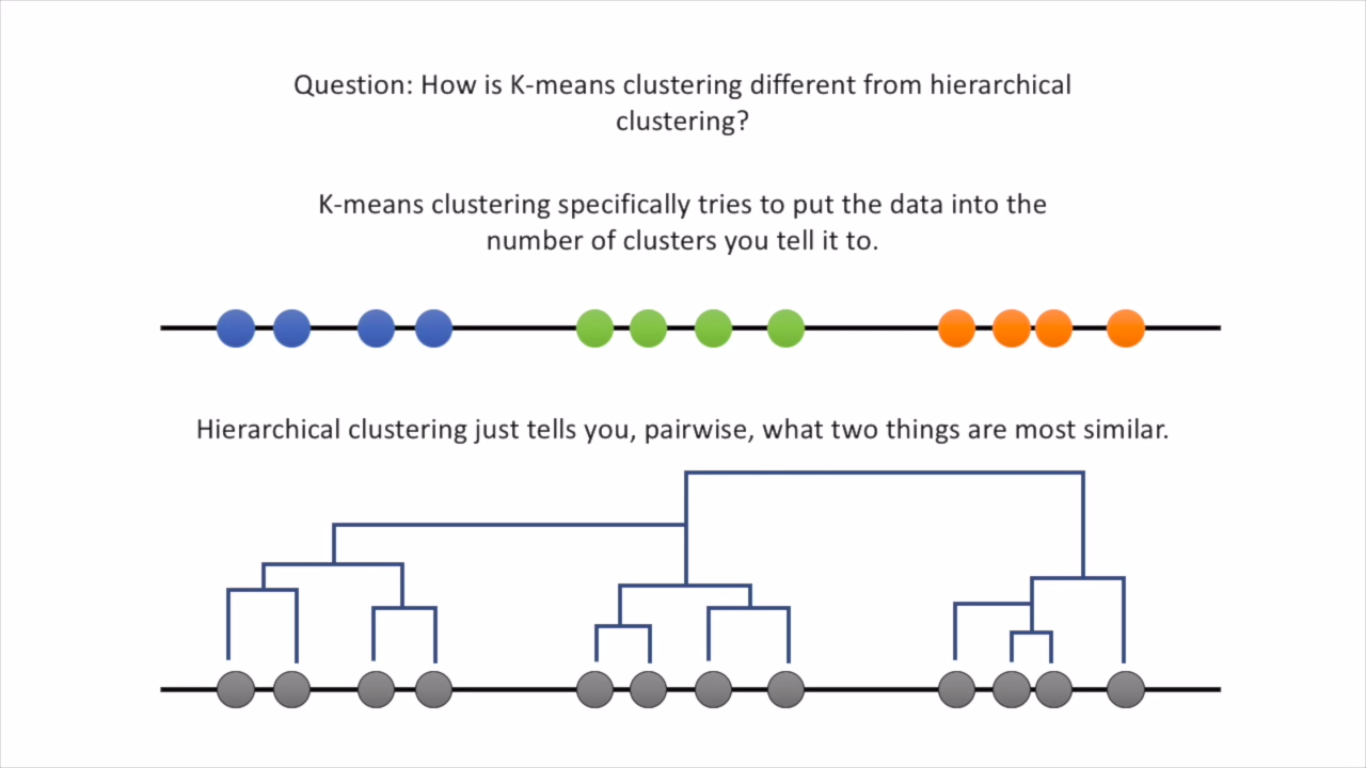 Question: How is K-means clustering different from hierarchical
clustering?
K-means clustering specifically tries to put the data into the
number of clusters you tell it to.
Hierarchical clustering just tells you, pairwise, what two things are most similar.